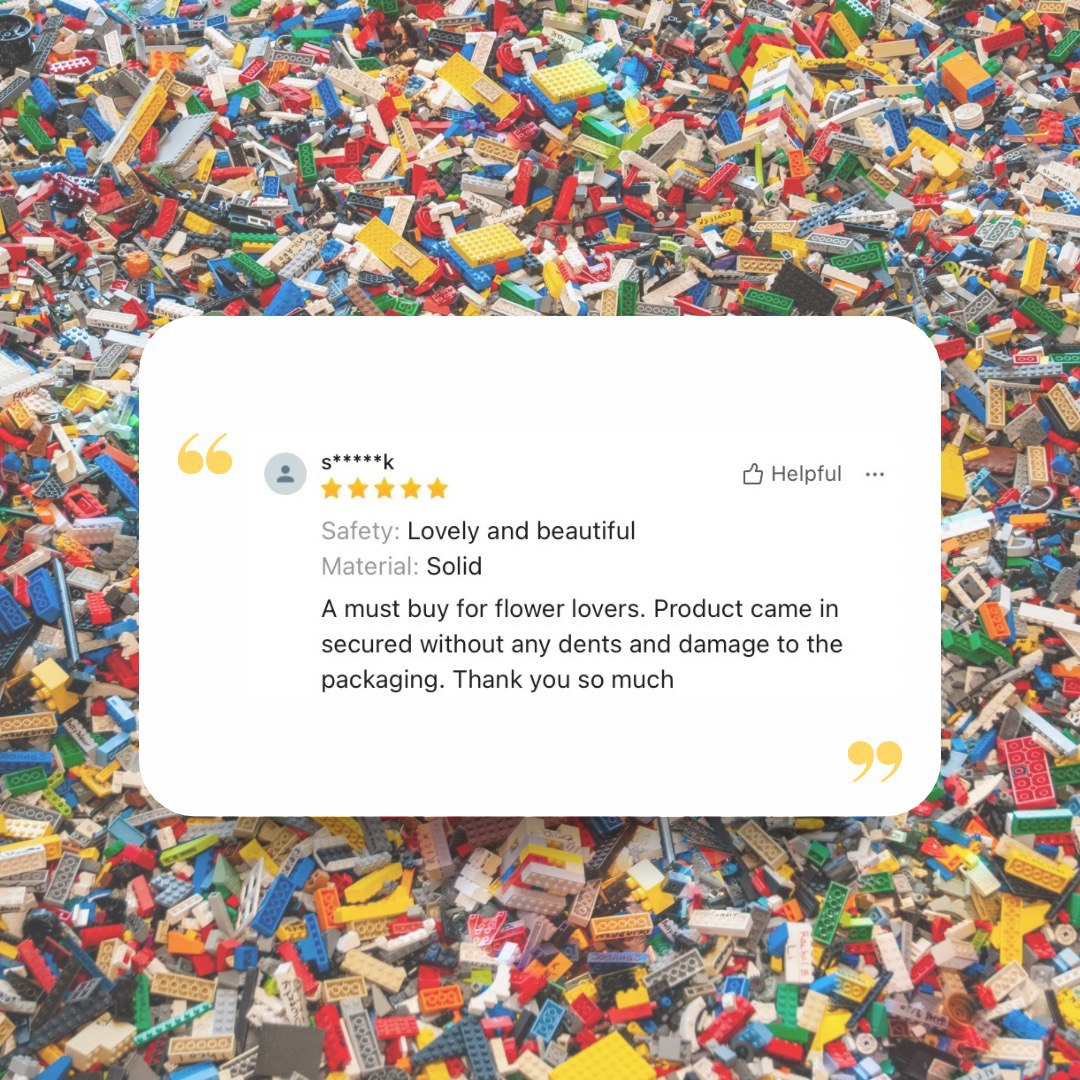 “
s*****k
Helpful ...
Safety: Lovely and beautiful
Material: Solid
A must buy for flower lovers. Product came in
secured without any dents and damage to the
packaging. Thank you so much
”